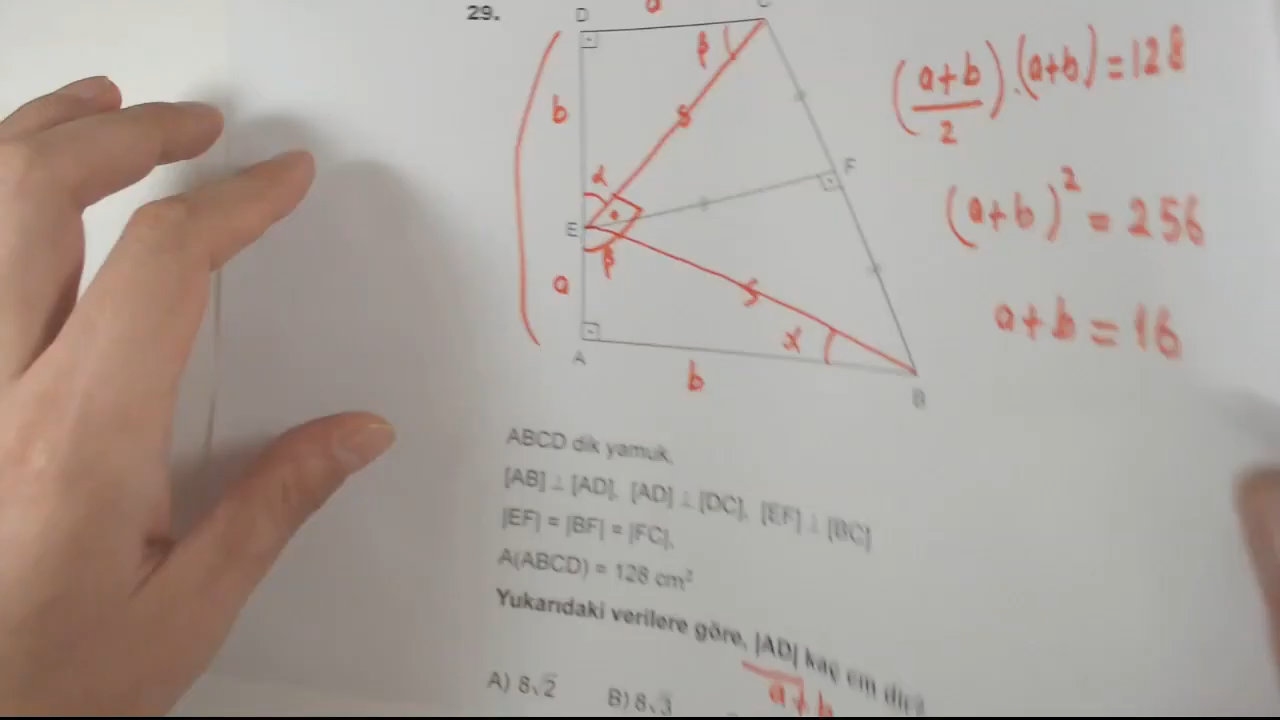 29.
D
a
C
β
b
S
α
F
E
β
a
S
α
A
b
B
(a+b/2).(a+b)=128
(a+b)²=256
a+b=16
ABCD dik yamuk,
[AB] ⊥ [AD], [AD] ⊥ [DC], [EF] ⊥ [BC]
|EF| = |BF| = |FC|,
A(ABCD) = 128 cm²
Yukarıdaki verilere göre, |AD| kaç cm dir
a+b
A) 8√2 B) 8√3